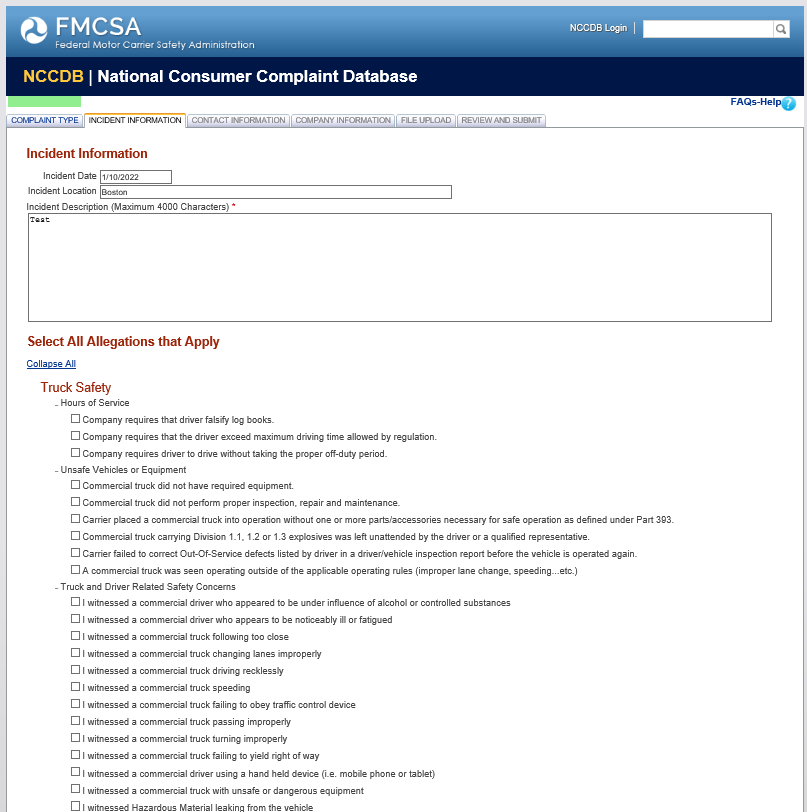 FMCSA
Federal Motor Carrier Safety Administration
NCCDB Login
NCCDB | National Consumer Complaint Database
FAQs-Help ?
COMPLAINT TYPE INCIDENT INFORMATION CONTACT INFORMATION COMPANY INFORMATION FILE UPLOAD REVIEW AND SUBMIT
Incident Information
Incident Date 1/10/2022
Incident Location Boston
Incident Description (Maximum 4000 Characters) *
Test
Select All Allegations that Apply
Collapse All
Truck Safety
Hours of Service
Company requires that driver falsify log books.
Company requires that the driver exceed maximum driving time allowed by regulation.
Company requires driver to drive without taking the proper off-duty period.
Unsafe Vehicles or Equipment
Commercial truck did not have required equipment.
Commercial truck did not perform proper inspection, repair and maintenance.
Carrier placed a commercial truck into operation without one or more parts/accessories necessary for safe operation as defined under Part 393.
Commercial truck carrying Division 1.1, 1.2 or 1.3 explosives was left unattended by the driver or a qualified representative.
Carrier failed to correct Out-Of-Service defects listed by driver in a driver/vehicle inspection report before the vehicle is operated again.
A commercial truck was seen operating outside of the applicable operating rules (improper lane change, speeding...etc.)
Truck and Driver Related Safety Concerns
I witnessed a commercial driver who appeared to be under influence of alcohol or controlled substances
I witnessed a commercial driver who appears to be noticeably ill or fatigued
I witnessed a commercial truck following too close
I witnessed a commercial truck changing lanes improperly
I witnessed a commercial truck driving recklessly
I witnessed a commercial truck speeding
I witnessed a commercial truck failing to obey traffic control device
I witnessed a commercial truck passing improperly
I witnessed a commercial truck turning improperly
I witnessed a commercial truck failing to yield right of way
I witnessed a commercial driver using a hand held device (i.e. mobile phone or tablet)
I witnessed a commercial truck with unsafe or dangerous equipment
I witnessed Hazardous Material leaking from the vehicle